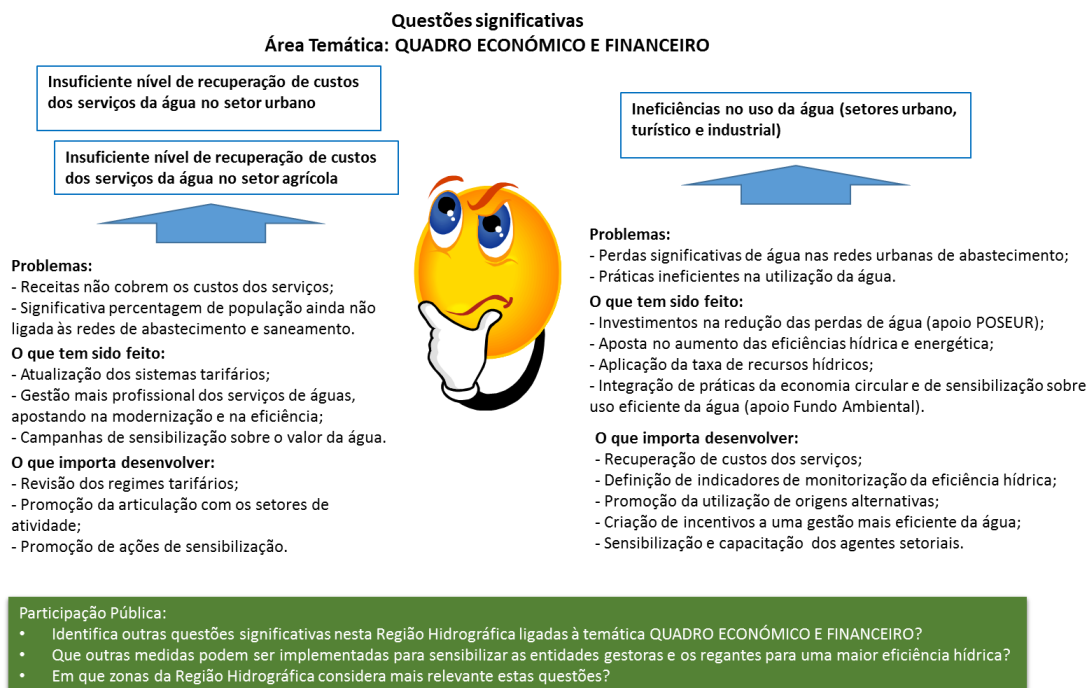 Questões significativas
Área Temática: QUADRO ECONÓMICO E FINANCEIRO
Insuficiente nível de recuperação de custos
dos serviços da água no setor urbano
Insuficiente nível de recuperação de custos
dos serviços da água no setor agrícola
Problemas:
- Receitas não cobrem os custos dos serviços;
- Significativa percentagem de população ainda não
ligada às redes de abastecimento e saneamento.
O que tem sido feito:
- Atualização dos sistemas tarifários;
- Gestão mais profissional dos serviços de águas,
apostando na modernização e na eficiência;
- Campanhas de sensibilização sobre o valor da água.
O que importa desenvolver:
- Revisão dos regimes tarifários;
- Promoção da articulação com os setores de
atividade;
- Promoção de ações de sensibilização.
Ineficiências no uso da água (setores urbano,
turístico e industrial)
Problemas:
- Perdas significativas de água nas redes urbanas de abastecimento;
- Práticas ineficientes na utilização da água.
O que tem sido feito:
- Investimentos na redução das perdas de água (apoio POSEUR);
- Aposta no aumento das eficiências hídrica e energética;
- Aplicação da taxa de recursos hídricos;
- Integração de práticas da economia circular e de sensibilização sobre
uso eficiente da água (apoio Fundo Ambiental).
O que importa desenvolver:
- Recuperação de custos dos serviços;
- Definição de indicadores de monitorização da eficiência hídrica;
- Promoção da utilização de origens alternativas;
- Criação de incentivos a uma gestão mais eficiente da água;
- Sensibilização e capacitação dos agentes setoriais.
Participação Pública:
• Identifica outras questões significativas nesta Região Hidrográfica ligadas à temática QUADRO ECONÓMICO E FINANCEIRO?
• Que outras medidas podem ser implementadas para sensibilizar as entidades gestoras e os regantes para uma maior eficiência hídrica?
• Em que zonas da Região Hidrográfica considera mais relevante estas questões?